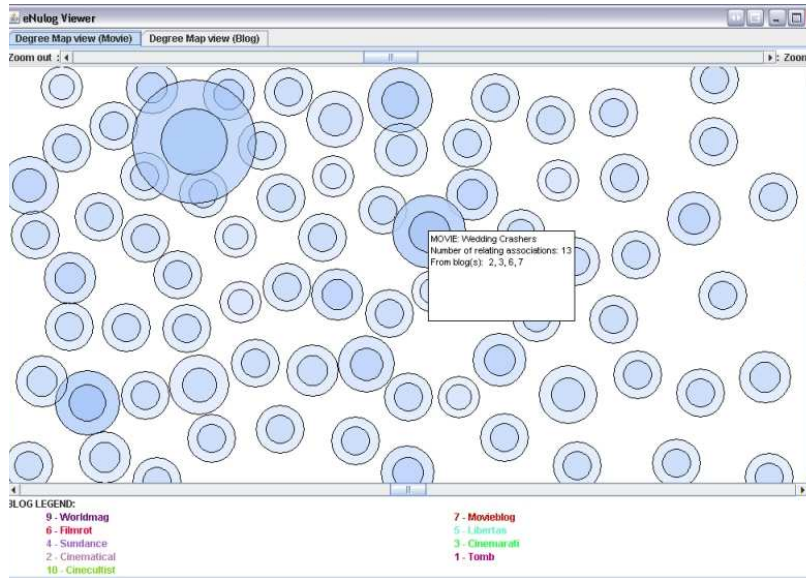 eNulog Viewer
Degree Map view (Movie) Degree Map view (Blog)
Zoom out : : Zoom
MOVIE: Wedding Crashers
Number of relating associations: 13
From blog(s): 2, 3, 6, 7
BLOG LEGEND:
9 - Worldmag 7 - Movieblog
6 - Filmrot 5 - Libertas
4 - Sundance 3 - Cinemarati
2 - Cinematical 1 - Tomb
10 - Cinecultist